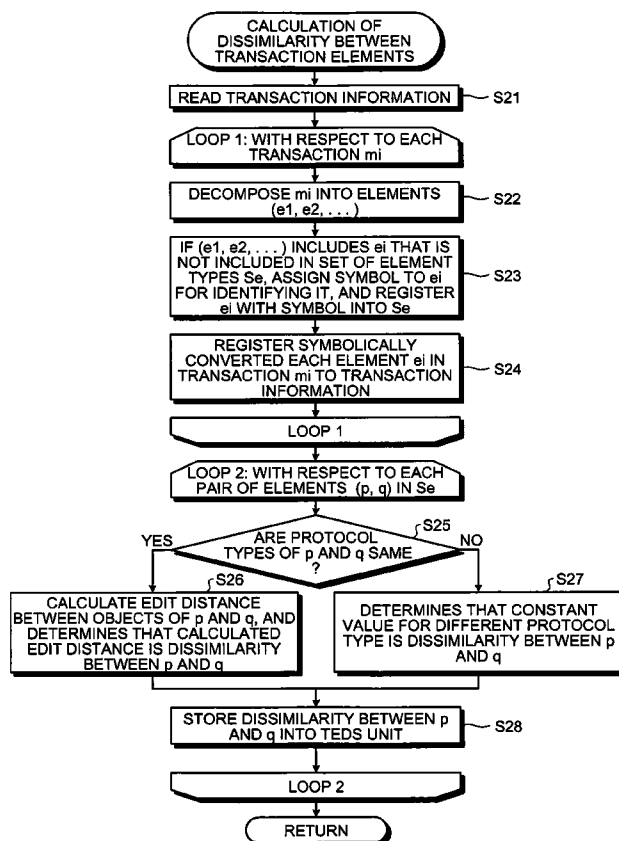 CALCULATION OF
DISSIMILARITY BETWEEN
TRANSACTION ELEMENTS
READ TRANSACTION INFORMATION
S21
LOOP 1: WITH RESPECT TO EACH
TRANSACTION mi
DECOMPOSE mi INTO ELEMENTS
(e1, e2, . . . )
S22
IF (e1, e2, . . . ) INCLUDES ei THAT IS
NOT INCLUDED IN SET OF ELEMENT
TYPES Se, ASSIGN SYMBOL TO ei
FOR IDENTIFYING IT, AND REGISTER
ei WITH SYMBOL INTO Se
S23
REGISTER SYMBOLICALLY
CONVERTED EACH ELEMENT ei IN
TRANSACTION mi TO TRANSACTION
INFORMATION
S24
LOOP 1
LOOP 2: WITH RESPECT TO EACH
PAIR OF ELEMENTS (p, q) IN Se
S25
YES
ARE PROTOCOL
TYPES OF p AND q SAME
?
NO
S26
CALCULATE EDIT DISTANCE
BETWEEN OBJECTS OF p AND q, AND
DETERMINES THAT CALCULATED
EDIT DISTANCE IS DISSIMILARITY
BETWEEN p AND q
S27
DETERMINES THAT CONSTANT
VALUE FOR DIFFERENT PROTOCOL
TYPE IS DISSIMILARITY BETWEEN p
AND q
STORE DISSIMILARITY BETWEEN p
AND q INTO TEDS UNIT
S28
LOOP 2
RETURN